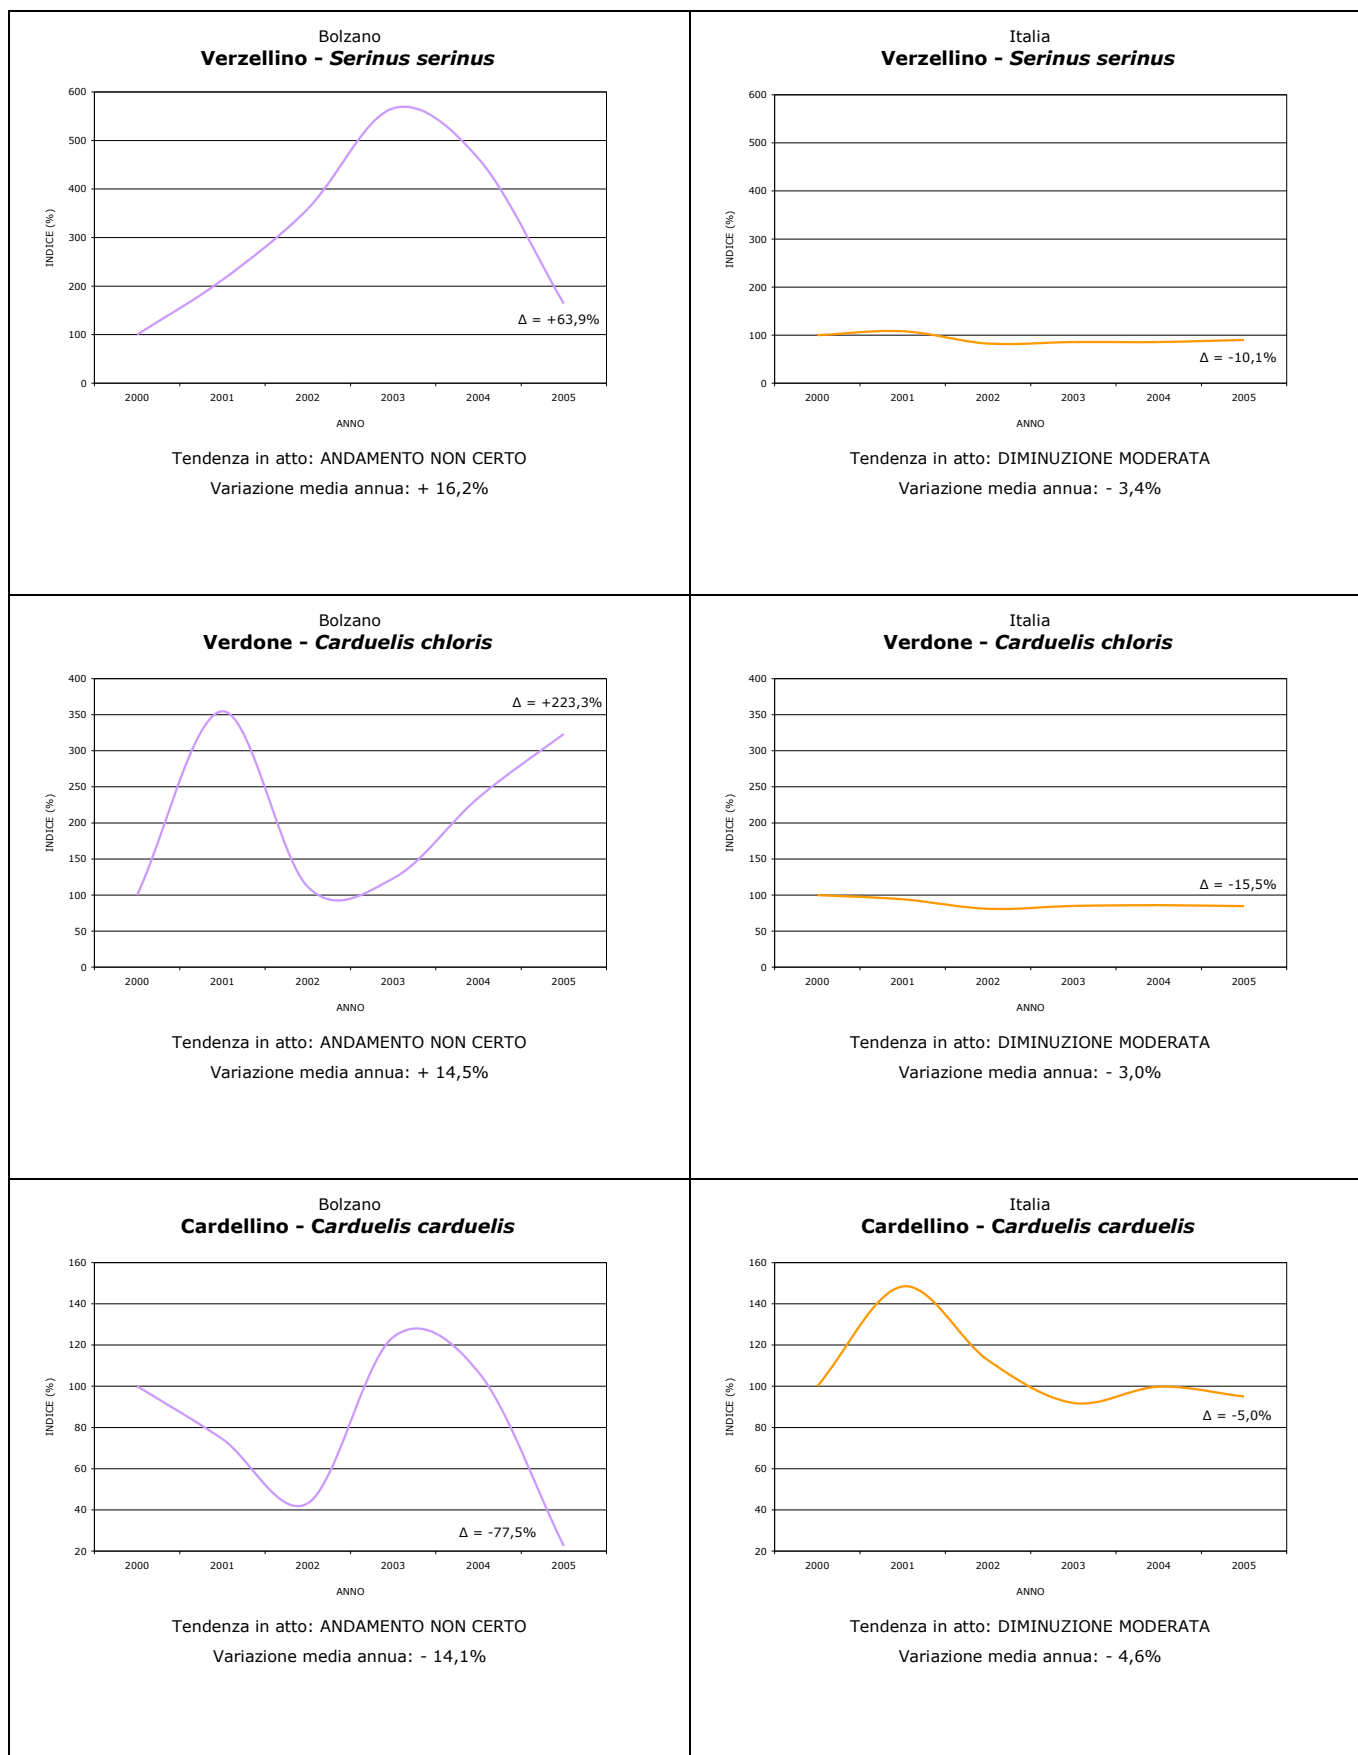 Bolzano
Verzellino - Serinus serinus
600
500
400
300
200
100
0
INDICE (%)
Δ = +63,9%
2000 2001 2002 2003 2004 2005
ANNO
Tendenza in atto: ANDAMENTO NON CERTO
Variazione media annua: + 16,2%
Italia
Verzellino - Serinus serinus
600
500
400
300
200
100
0
INDICE (%)
Δ = -10,1%
2000 2001 2002 2003 2004 2005
ANNO
Tendenza in atto: DIMINUZIONE MODERATA
Variazione media annua: - 3,4%
Bolzano
Verdone - Carduelis chloris
400
350
300
250
200
150
100
50
0
INDICE (%)
Δ = +223,3%
2000 2001 2002 2003 2004 2005
ANNO
Tendenza in atto: ANDAMENTO NON CERTO
Variazione media annua: + 14,5%
Italia
Verdone - Carduelis chloris
400
350
300
250
200
150
100
50
0
INDICE (%)
Δ = -15,5%
2000 2001 2002 2003 2004 2005
ANNO
Tendenza in atto: DIMINUZIONE MODERATA
Variazione media annua: - 3,0%
Bolzano
Cardellino - Carduelis carduelis
160
140
120
100
80
60
40
20
INDICE (%)
Δ = -77,5%
2000 2001 2002 2003 2004 2005
ANNO
Tendenza in atto: ANDAMENTO NON CERTO
Variazione media annua: - 14,1%
Italia
Cardellino - Carduelis carduelis
160
140
120
100
80
60
40
20
INDICE (%)
Δ = -5,0%
2000 2001 2002 2003 2004 2005
ANNO
Tendenza in atto: DIMINUZIONE MODERATA
Variazione media annua: - 4,6%